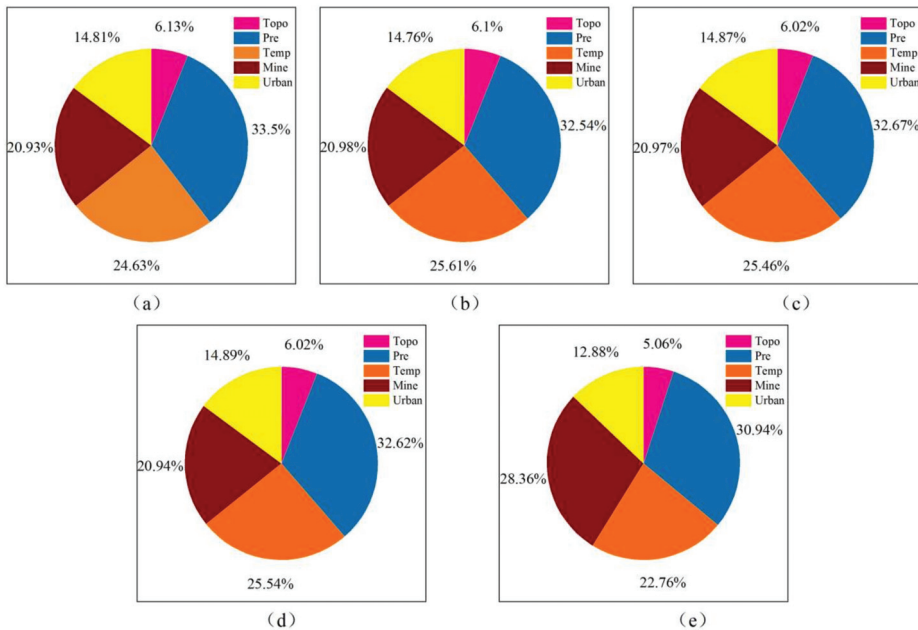 14.81%
6.13%
Topo
Pre
Temp
Mine
Urban
33.5%
20.93%
24.63%
(a)
14.76%
6.1%
Topo
Pre
Temp
Mine
Urban
32.54%
20.98%
25.61%
(b)
14.87%
6.02%
Topo
Pre
Temp
Mine
Urban
32.67%
20.97%
25.46%
(c)
14.89%
6.02%
Topo
Pre
Temp
Mine
Urban
32.62%
20.94%
25.54%
(d)
12.88%
5.06%
Topo
Pre
Temp
Mine
Urban
30.94%
28.36%
22.76%
(e)